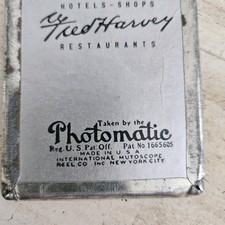 HOTELS-SHOPS
Fred Harvey
RESTAURANTS
Taken by the
Photomatic
Reg. U.S. Pat. Off. Pat No 1665605
MADE IN U.S.A
INTERNATIONAL MUTOSCOPE
REEL CO INC NEW YORK CITY